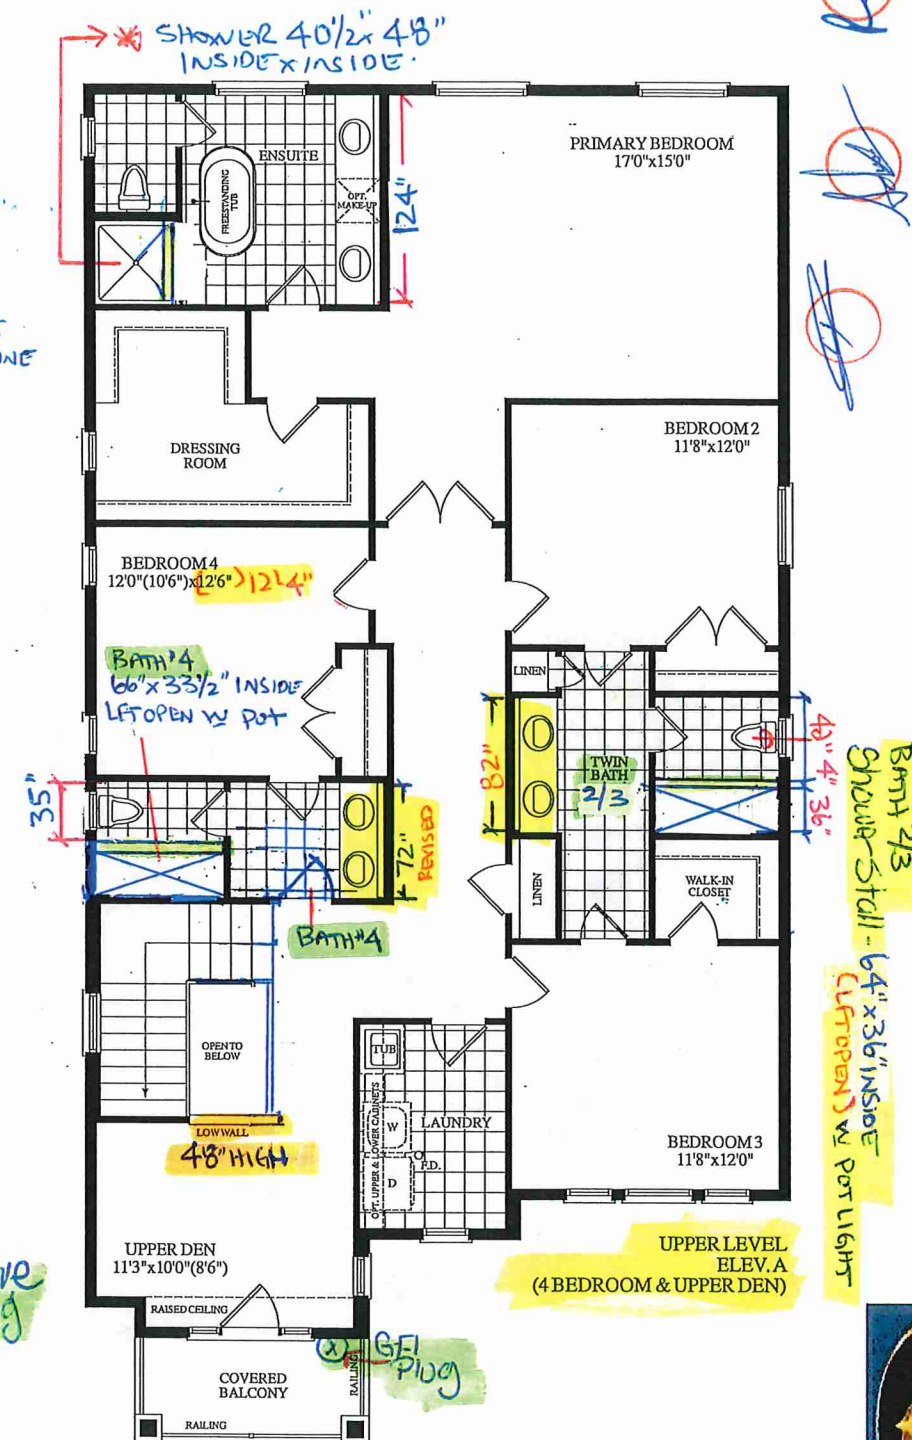 SHOWER 40½"x 48"
INSIDE x INSIDE.
PRIMARY BEDROOM
17'0"x15'0"
ENSUITE
FREESTANDING
TUB
OPT.
MAKE-UP
124"
DRESSING
ROOM
BEDROOM 2
11'8"x12'0"
BEDROOM 4
12'0"(10'6")x12'6" ( ) 12'4"
BATH #4
66"x33½" INSIDE
LFT OPEN W POT
LINEN
82"
TWIN
BATH
2/3
4" 36"
35"
72"
REVISED
BATH #4
LINEN
WALK-IN
CLOSET
BATH 2/3
Shower Stall - 64"x36" INSIDE
(LFT OPEN) W POT LIGHT
OPEN TO
BELOW
LOW WALL
48" HIGH
TUB
OPT. UPPER & LOWER CABINETS
W
D
LAUNDRY
F.D.
BEDROOM 3
11'8"x12'0"
UPPER LEVEL
ELEV. A
(4 BEDROOM & UPPER DEN)
UPPER DEN
11'3"x10'0"(8'6")
RAISED CEILING
GFI
Plug
COVERED
BALCONY
RAILING
RAILING